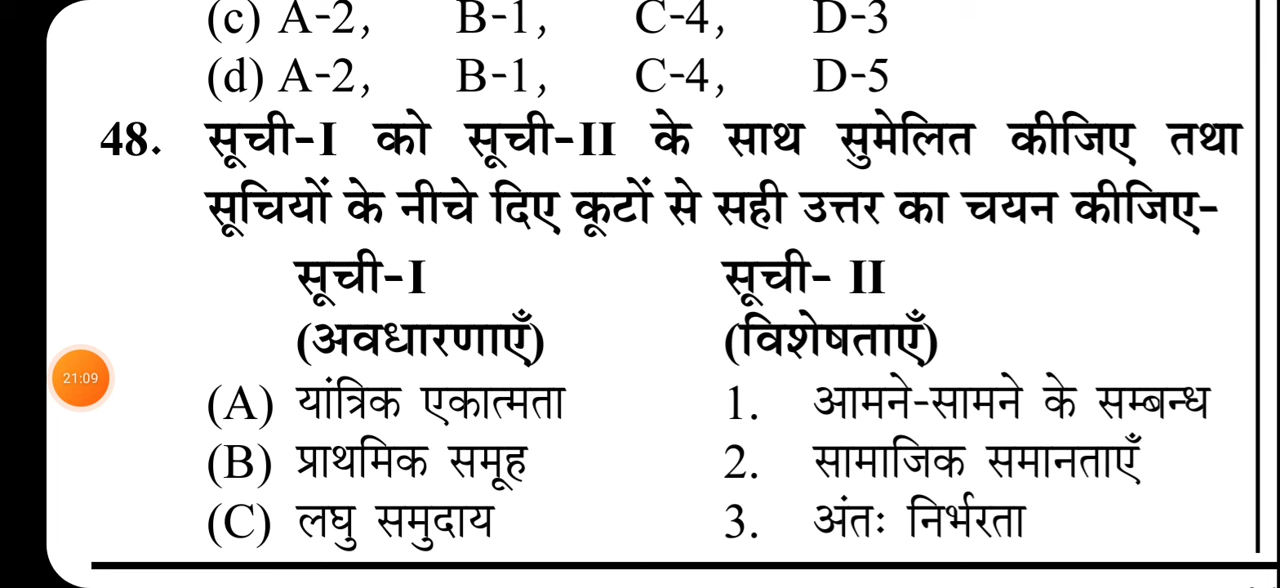 (c) A-2, B-1, C-4, D-3
(d) A-2, B-1, C-4, D-5
48. सूची-I को सूची-II के साथ सुमेलित कीजिए तथा
सूचियों के नीचे दिए कूटों से सही उत्तर का चयन कीजिए-
सूची-I सूची- II
(अवधारणाएँ) (विशेषताएँ)
21:09
(A) यांत्रिक एकात्मता 1. आमने-सामने के सम्बन्ध
(B) प्राथमिक समूह 2. सामाजिक समानताएँ
(C) लघु समुदाय 3. अंतः निर्भरता